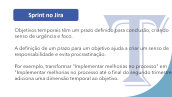 Sprint no Jira
Objetivos temporais têm um prazo definido para conclusão, criando
senso de urgência e foco.
A definição de um prazo para um objetivo ajuda a criar um senso de
responsabilidade e evita procrastinação.
Por exemplo, transformar "Implementar melhorias no processo" em
"Implementar melhorias no processo até o final do segundo trimestre"
adiciona uma dimensão temporal ao objetivo.